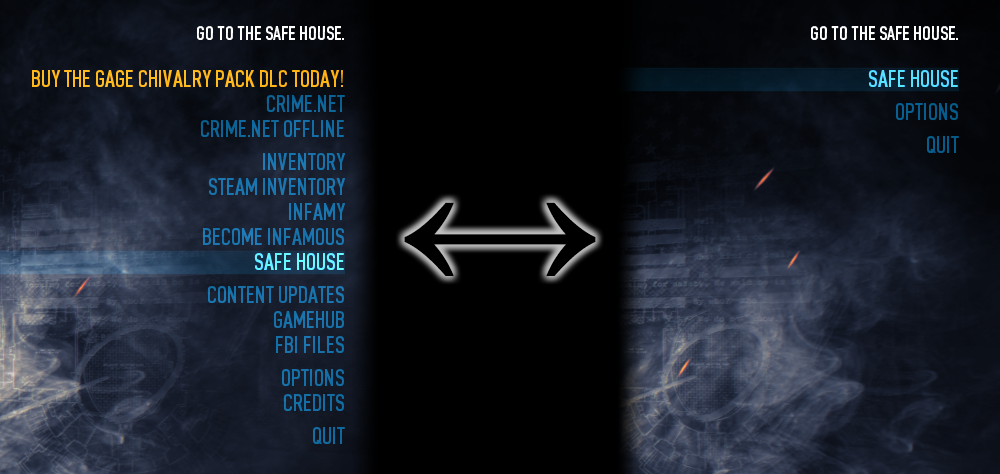 GO TO THE SAFE HOUSE.
BUY THE GAGE CHIVALRY PACK DLC TODAY!
CRIME.NET
CRIME.NET OFFLINE
INVENTORY
STEAM INVENTORY
INFAMY
BECOME INFAMOUS
SAFE HOUSE
CONTENT UPDATES
GAMEHUB
FBI FILES
OPTIONS
CREDITS
QUIT
GO TO THE SAFE HOUSE.
SAFE HOUSE
OPTIONS
QUIT